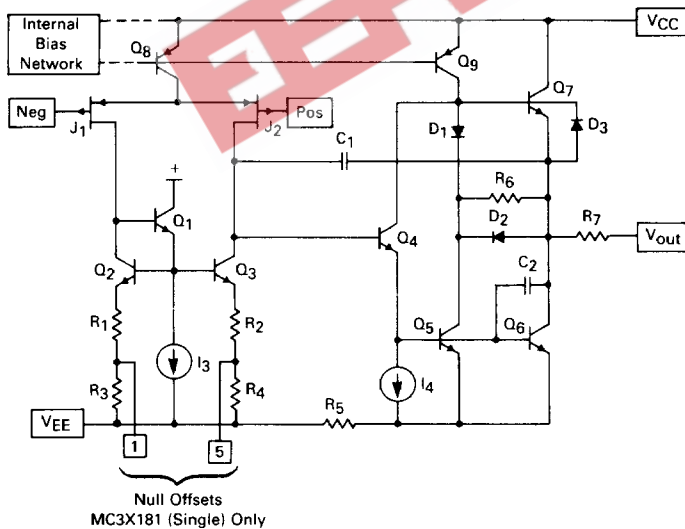 Internal
Bias
Network
VCC
Q8
Q9
Q7
Neg
J1
J2
Pos
D1
D3
C1
R6
Q1
D2
R7
Vout
Q2
Q3
Q4
C2
R1
R2
Q5
Q6
I3
I4
R3
R4
R5
VEE
1
5
Null Offsets
MC3X181 (Single) Only